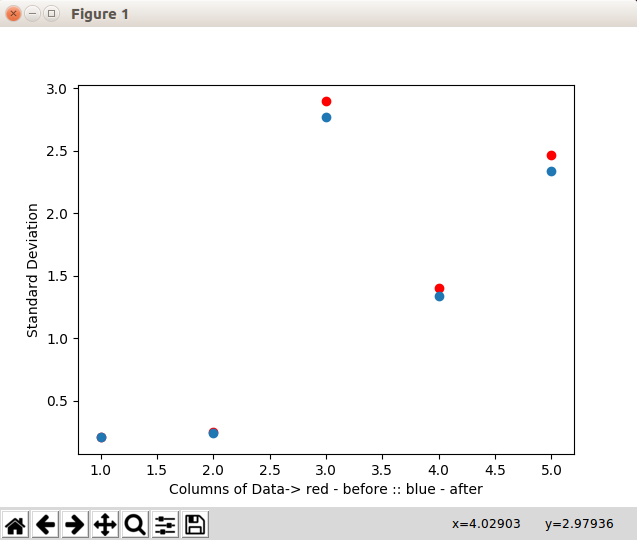 Figure 1
3.0
2.5
2.0
1.5
1.0
0.5
Standard Deviation
1.0 1.5 2.0 2.5 3.0 3.5 4.0 4.5 5.0
Columns of Data-> red - before :: blue - after
x=4.02903 y=2.97936